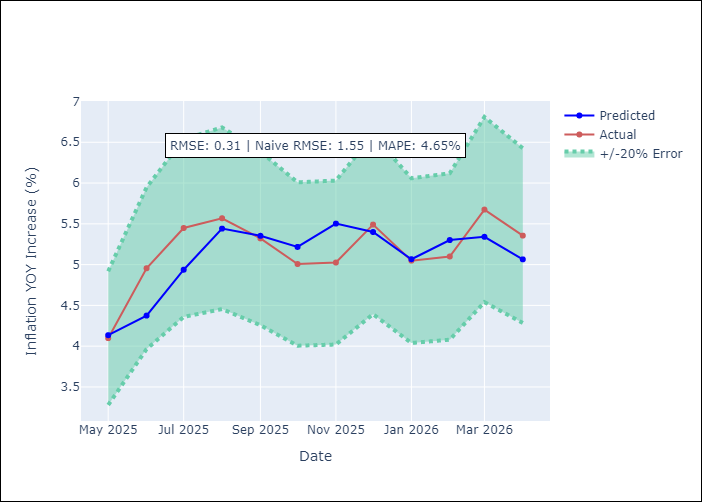 RMSE: 0.31 | Naive RMSE: 1.55 | MAPE: 4.65%
Predicted
Actual
+/-20% Error
Inflation YOY Increase (%)
7
6.5
6
5.5
5
4.5
4
3.5
May 2025
Jul 2025
Sep 2025
Nov 2025
Jan 2026
Mar 2026
Date